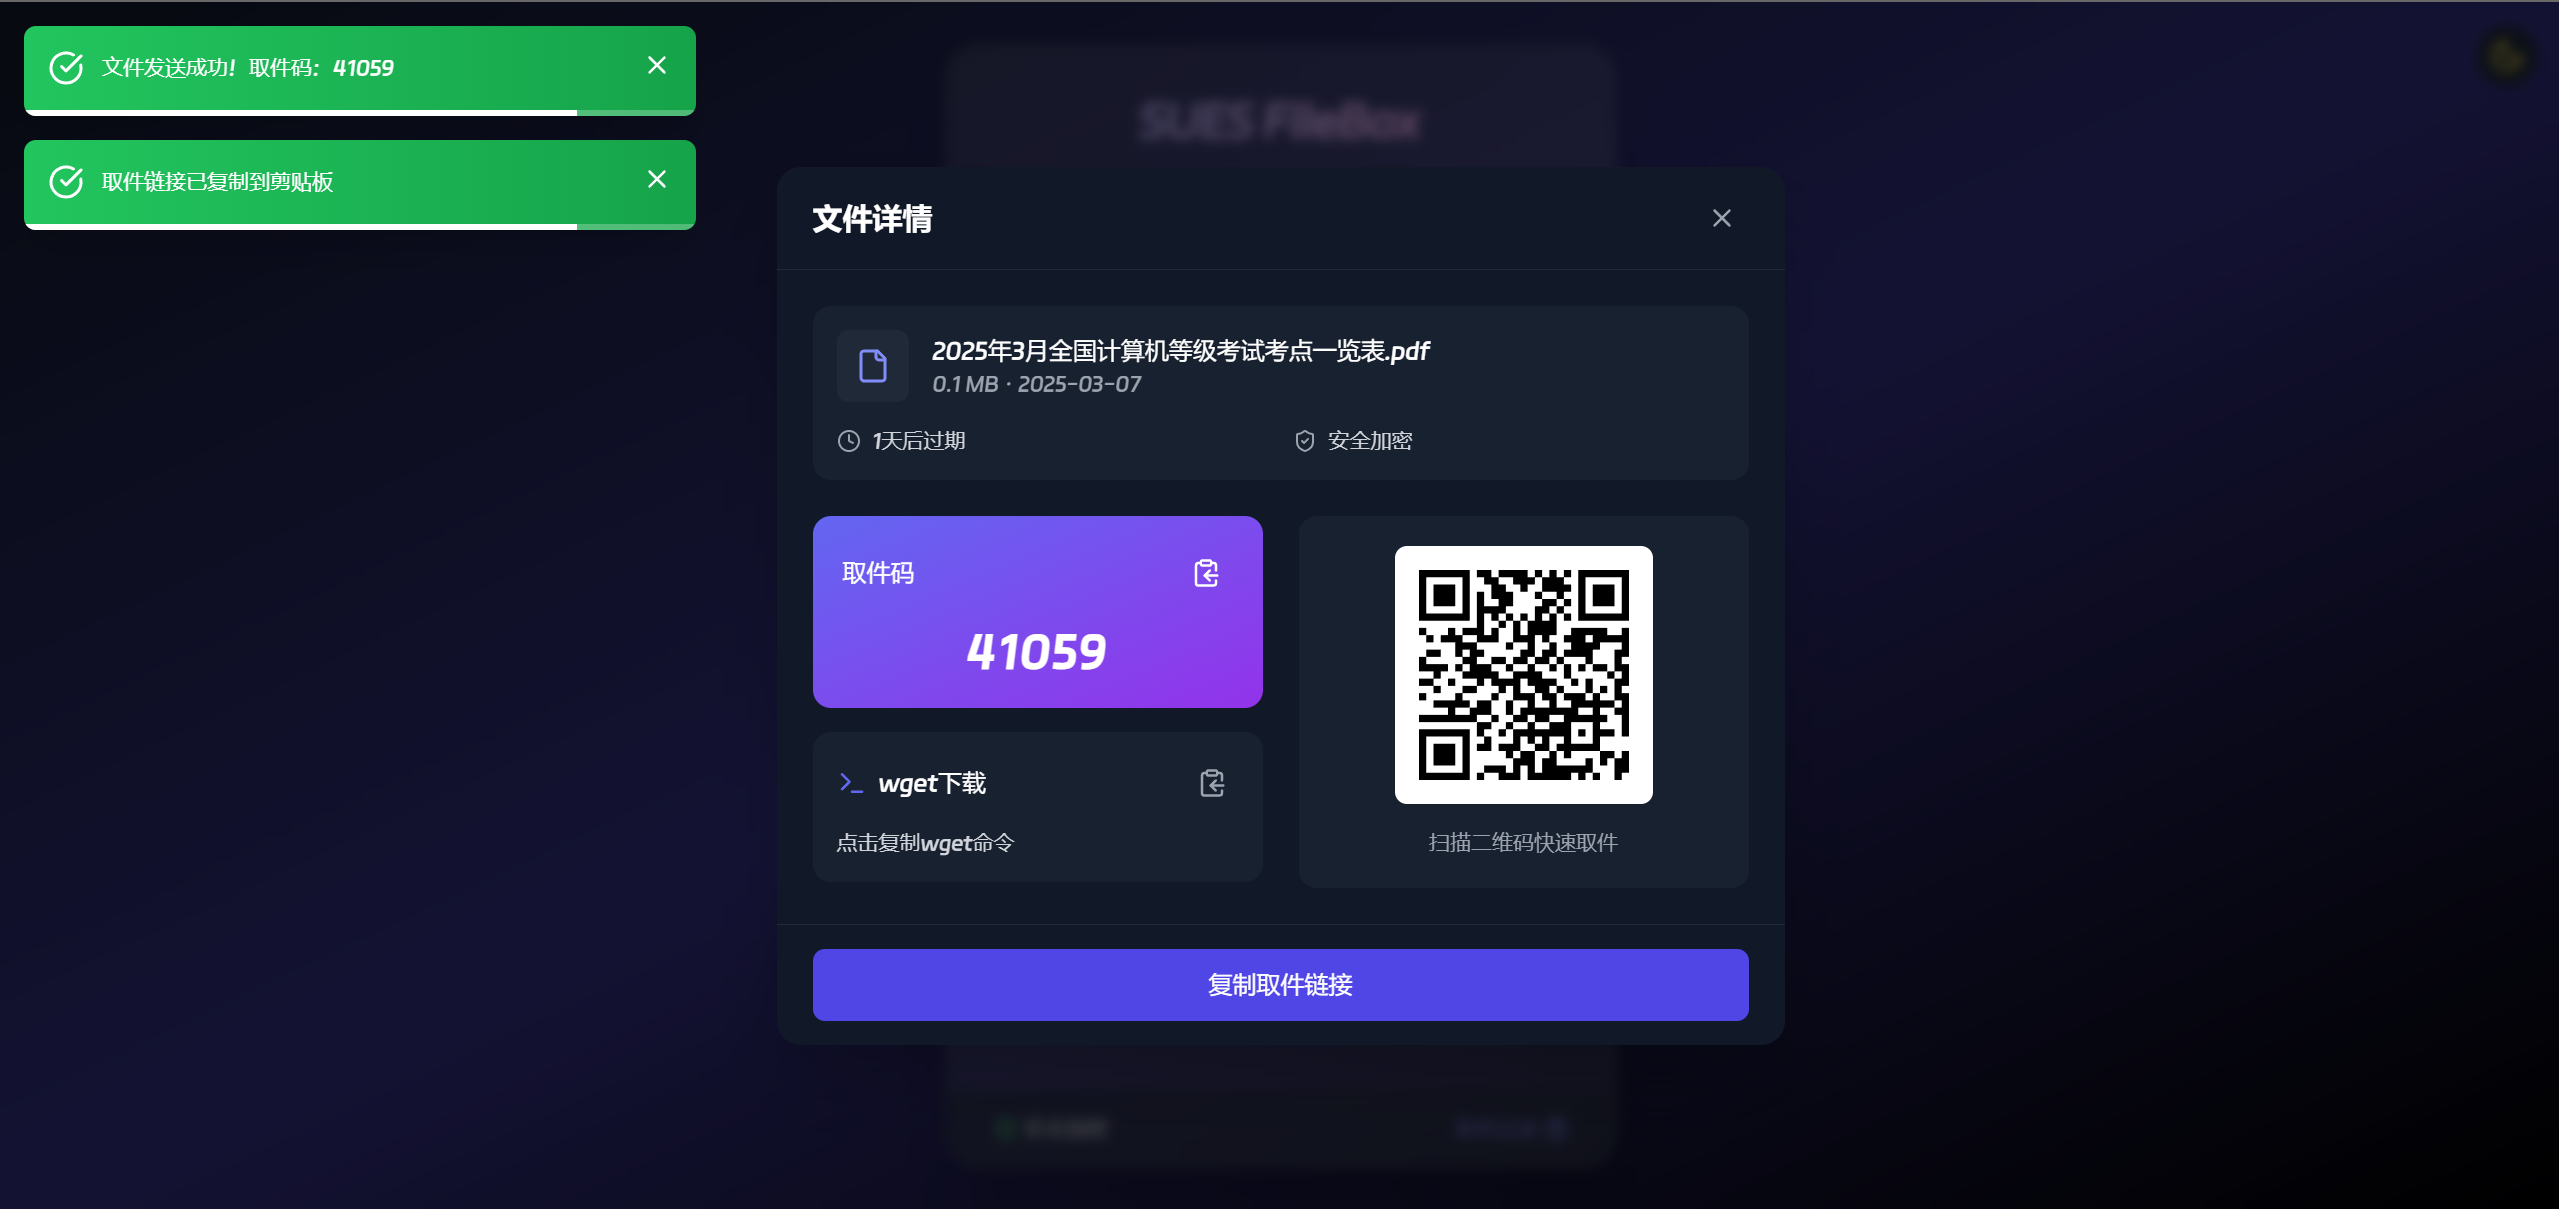 文件发送成功! 取件码: 41059
取件链接已复制到剪贴板
SUES FileBox
文件详情
2025年3月全国计算机等级考试考点一览表.pdf
0.1 MB · 2025-03-07
1天后过期
安全加密
取件码
41059
>_ wget下载
点击复制wget命令
扫描二维码快速取件
复制取件链接